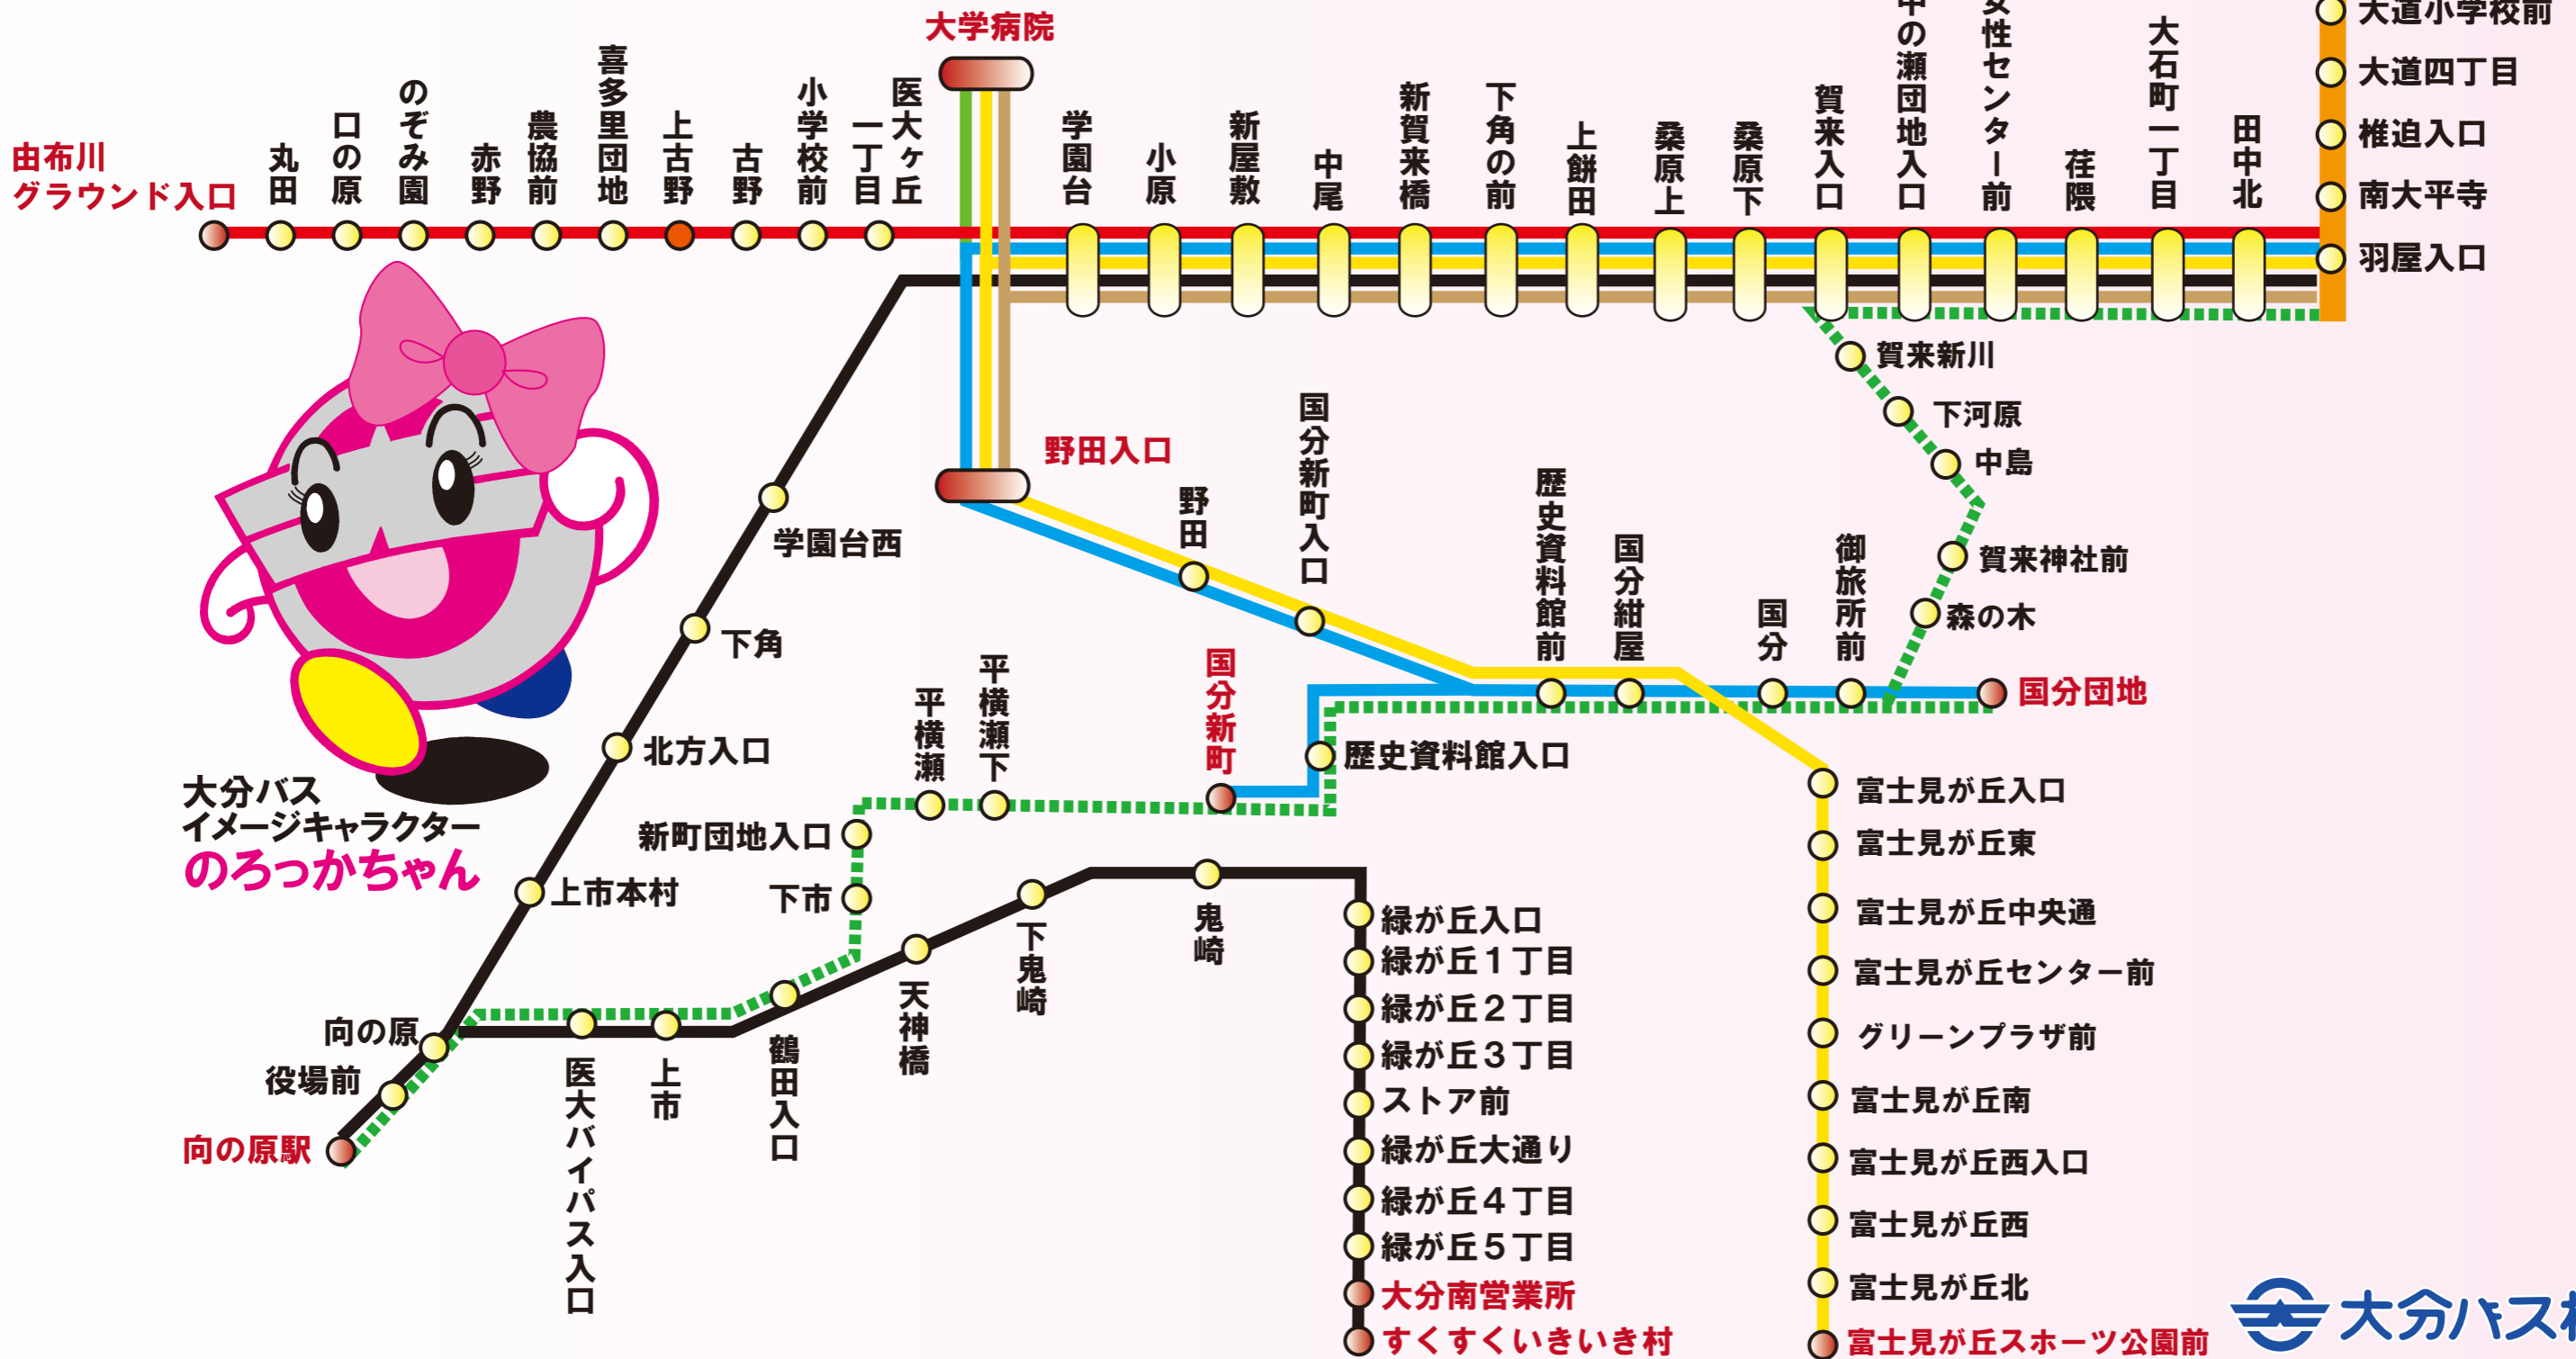 大学病院
由布川
グラウンド入口
丸田
口の原
のぞみ園
赤野
農協前
喜多里団地
上古野
古野
小学校前
医大ヶ丘
一丁目
学園台
小原
新屋敷
中尾
新賀来橋
下角の前
上餅田
桑原上
桑原下
賀来入口
中の瀬団地入口
女性センター前
荏隈
大石町一丁目
田中北
大道小学校前
大道四丁目
椎迫入口
南大平寺
羽屋入口
賀来新川
下河原
中島
賀来神社前
森の木
野田入口
野田
国分新町入口
歴史資料館前
国分紺屋
国分
御旅所前
国分団地
学園台西
下角
北方入口
上市本村
向の原
役場前
向の原駅
平横瀬
平横瀬下
国分新町
歴史資料館入口
新町団地入口
下市
医大バイパス入口
上市
鶴田入口
天神橋
下鬼崎
鬼崎
緑が丘入口
緑が丘1丁目
緑が丘2丁目
緑が丘3丁目
ストア前
緑が丘大通り
緑が丘4丁目
緑が丘5丁目
大分南営業所
すくすくいきいき村
富士見が丘入口
富士見が丘東
富士見が丘中央通
富士見が丘センター前
グリーンプラザ前
富士見が丘南
富士見が丘西入口
富士見が丘西
富士見が丘北
富士見が丘スポーツ公園前
大分バス
イメージキャラクター
のろっかちゃん
大分バス